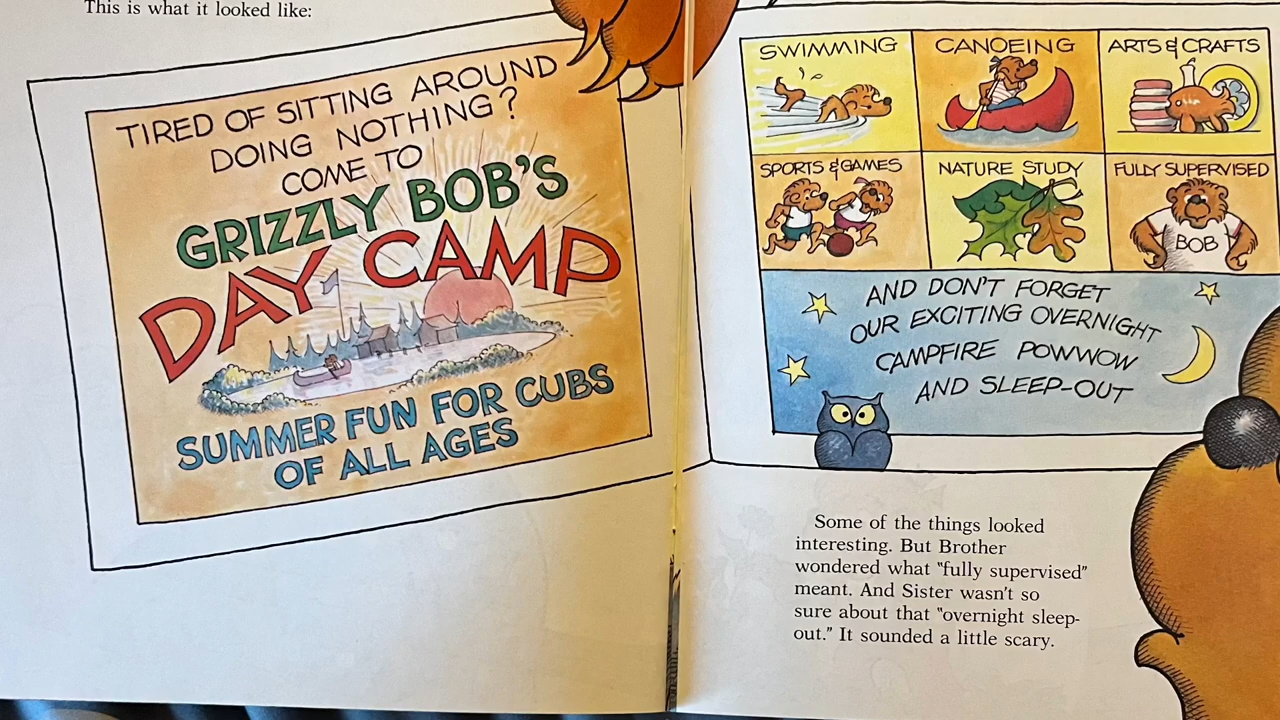 This is what it looked like:
TIRED OF SITTING AROUND
DOING NOTHING?
COME TO
GRIZZLY BOB'S
DAY CAMP
SUMMER FUN FOR CUBS
OF ALL AGES
SWIMMING
CANOEING
ARTS & CRAFTS
SPORTS & GAMES
NATURE STUDY
FULLY SUPERVISED
BOB
AND DON'T FORGET
OUR EXCITING OVERNIGHT
CAMPFIRE POWWOW
AND SLEEP-OUT
Some of the things looked
interesting. But Brother
wondered what "fully supervised"
meant. And Sister wasn't so
sure about that "overnight sleep-
out." It sounded a little scary.